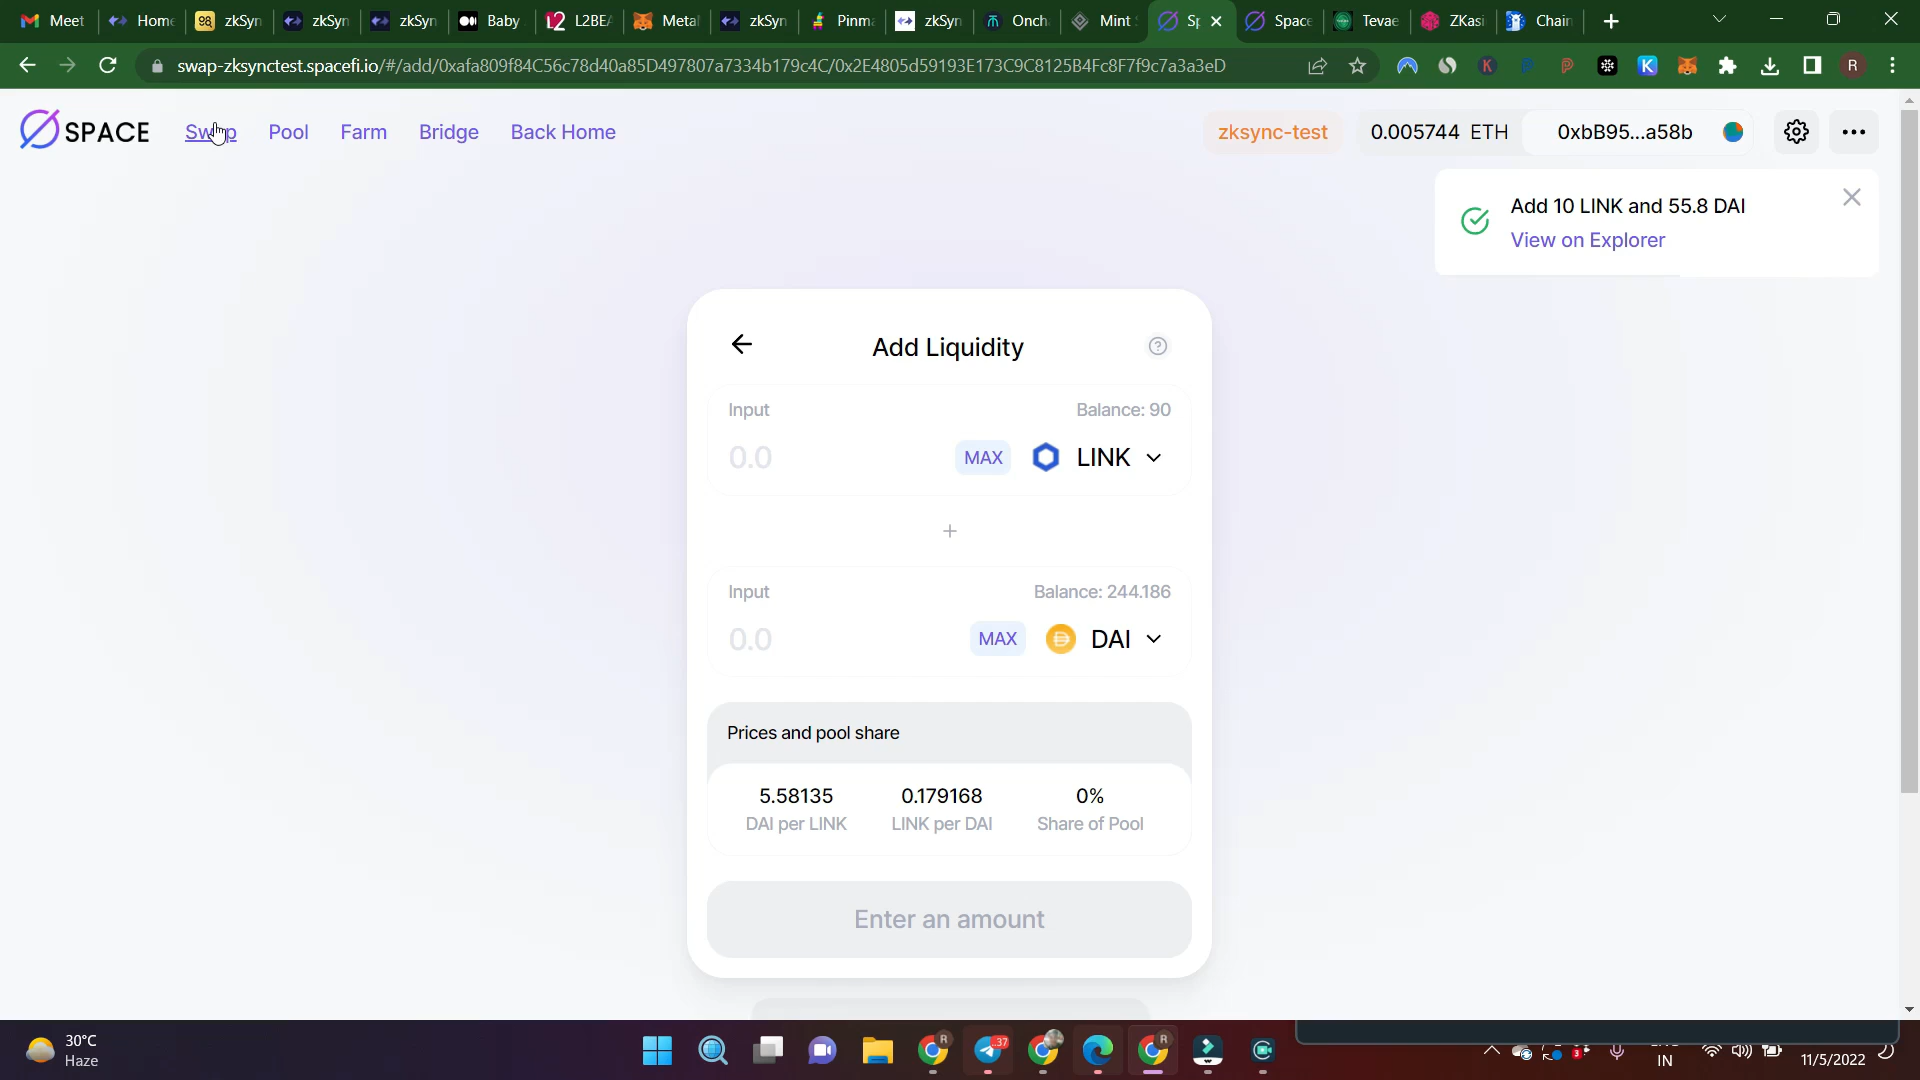 Meet
Home
zkSyn
zkSyn
zkSyn
Baby
L2BEA
Meta
zkSyn
Pinma
zkSyn
Onch
Mint
Sp
Space
Tevae
ZKasi
Chain
swap-zksynctest.spacefi.io/#/add/0xafa809f84C56c78d40a85D497807a7334b179c4C/0x2E4805d59193E173C9C8125B4Fc8F7f9c7a3a3eD
SPACE
Swap
Pool
Farm
Bridge
Back Home
zksync-test
0.005744 ETH
0xbB95...a58b
Add 10 LINK and 55.8 DAI
View on Explorer
Add Liquidity
Input
Balance: 90
0.0
MAX
LINK
+
Input
Balance: 244.186
0.0
MAX
DAI
Prices and pool share
5.58135
0.179168
0%
DAI per LINK
LINK per DAI
Share of Pool
Enter an amount
30°C
Haze
37
IN
11/5/2022